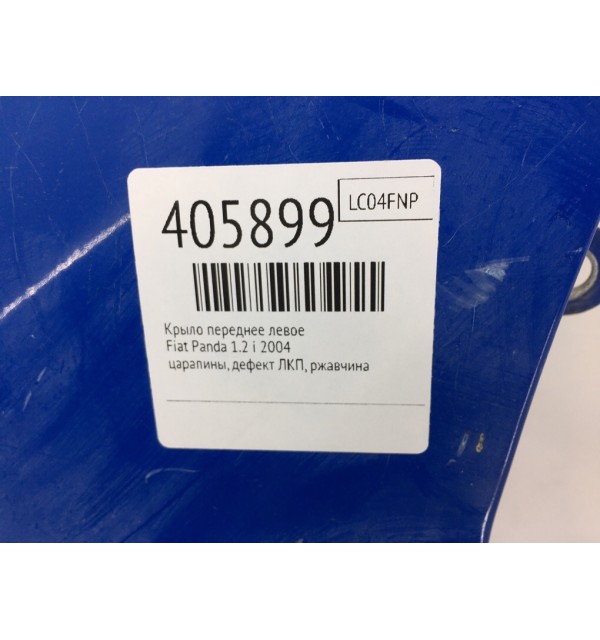 405899
LC04FNP
Крыло переднее левое
Fiat Panda 1.2 i 2004
царапины, дефект ЛКП, ржавчина